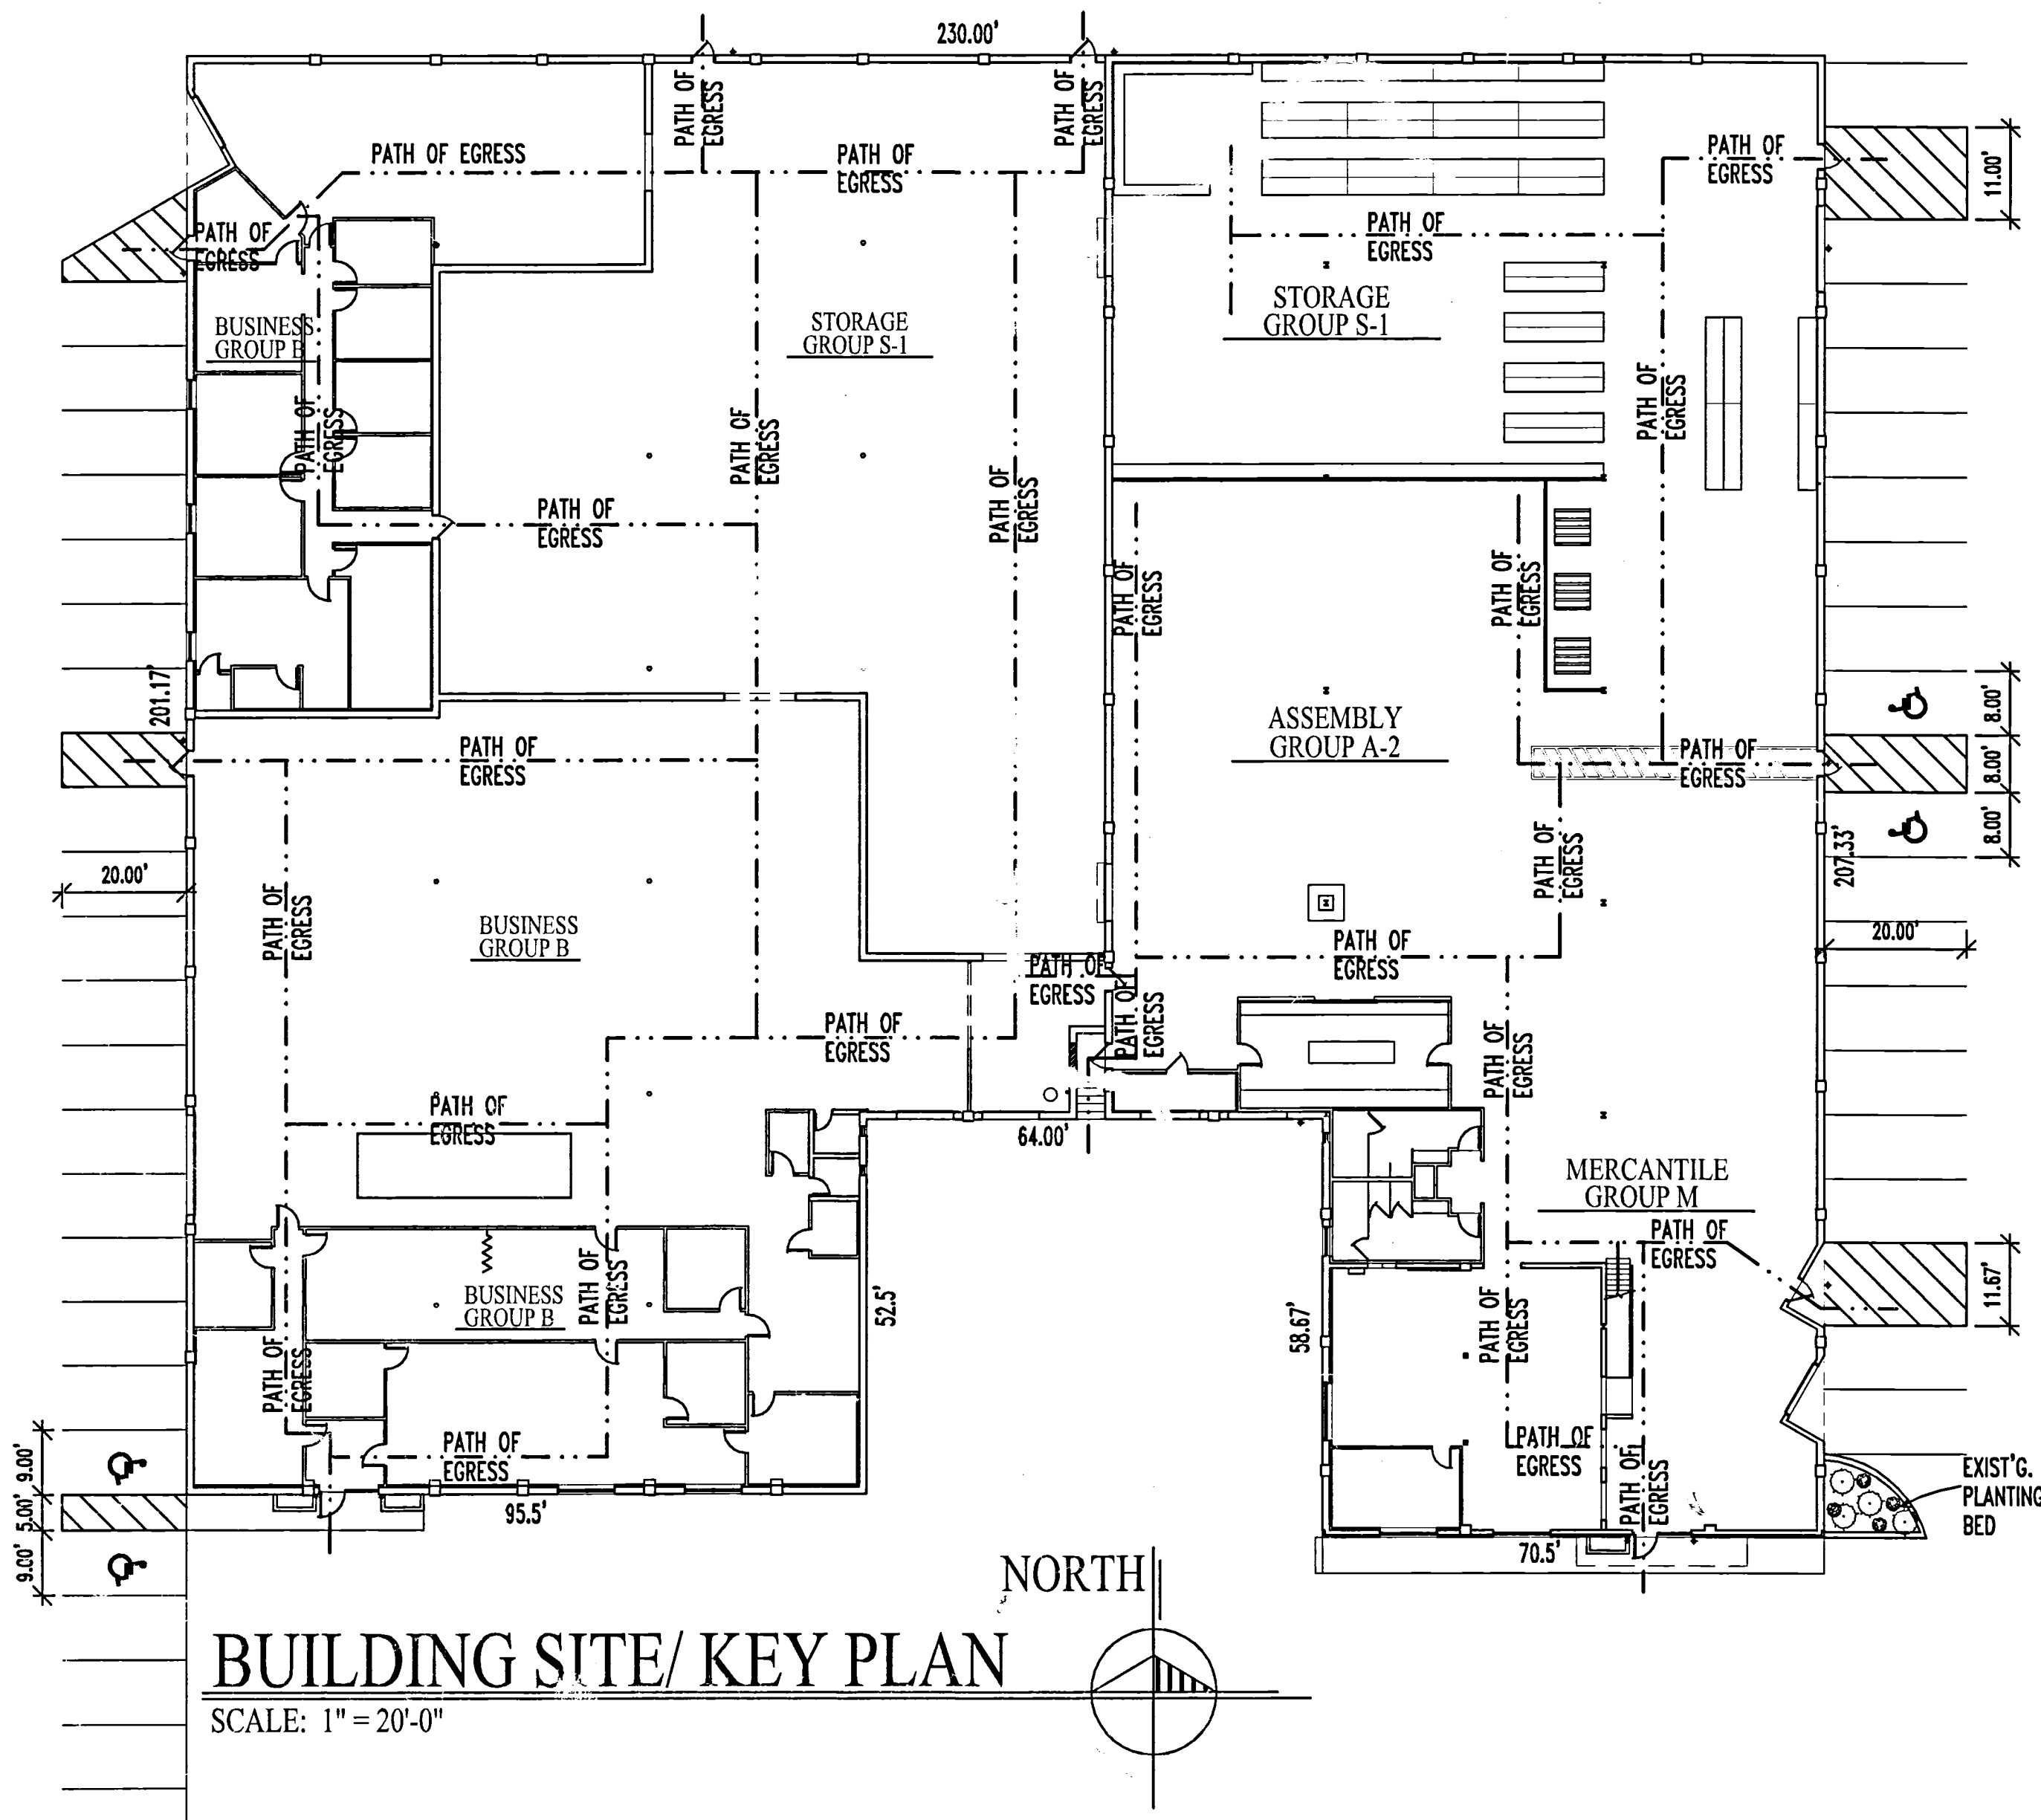 230.00'
PATH OF
EGRESS
PATH OF
EGRESS
PATH OF EGRESS
PATH OF
EGRESS
PATH OF
EGRESS
11.00'
PATH OF
EGRESS
PATH OF
EGRESS
BUSINESS
GROUP B
STORAGE
GROUP S-1
STORAGE
GROUP S-1
PATH OF
EGRESS
PATH OF
EGRESS
PATH OF
EGRESS
PATH OF
EGRESS
PATH OF
EGRESS
PATH OF
EGRESS
PATH OF
EGRESS
201.17'
ASSEMBLY
GROUP A-2
8.00'
PATH OF
EGRESS
PATH OF
EGRESS
8.00'
8.00'
20.00'
PATH OF
EGRESS
BUSINESS
GROUP B
PATH OF
EGRESS
207.33'
20.00'
PATH OF
EGRESS
PATH OF
EGRESS
PATH OF
EGRESS
PATH OF
EGRESS
PATH OF
EGRESS
PATH OF
EGRESS
64.00'
MERCANTILE
GROUP M
PATH OF
EGRESS
11.67'
PATH OF
EGRESS
BUSINESS
GROUP B
52.5'
58.67'
PATH OF
EGRESS
PATH OF
EGRESS
PATH OF
EGRESS
PATH OF
EGRESS
PATH OF
EGRESS
9.00'
5.00'
9.00'
95.5'
70.5'
EXIST'G.
PLANTING
BED
NORTH
BUILDING SITE/ KEY PLAN
SCALE: 1" = 20'-0"